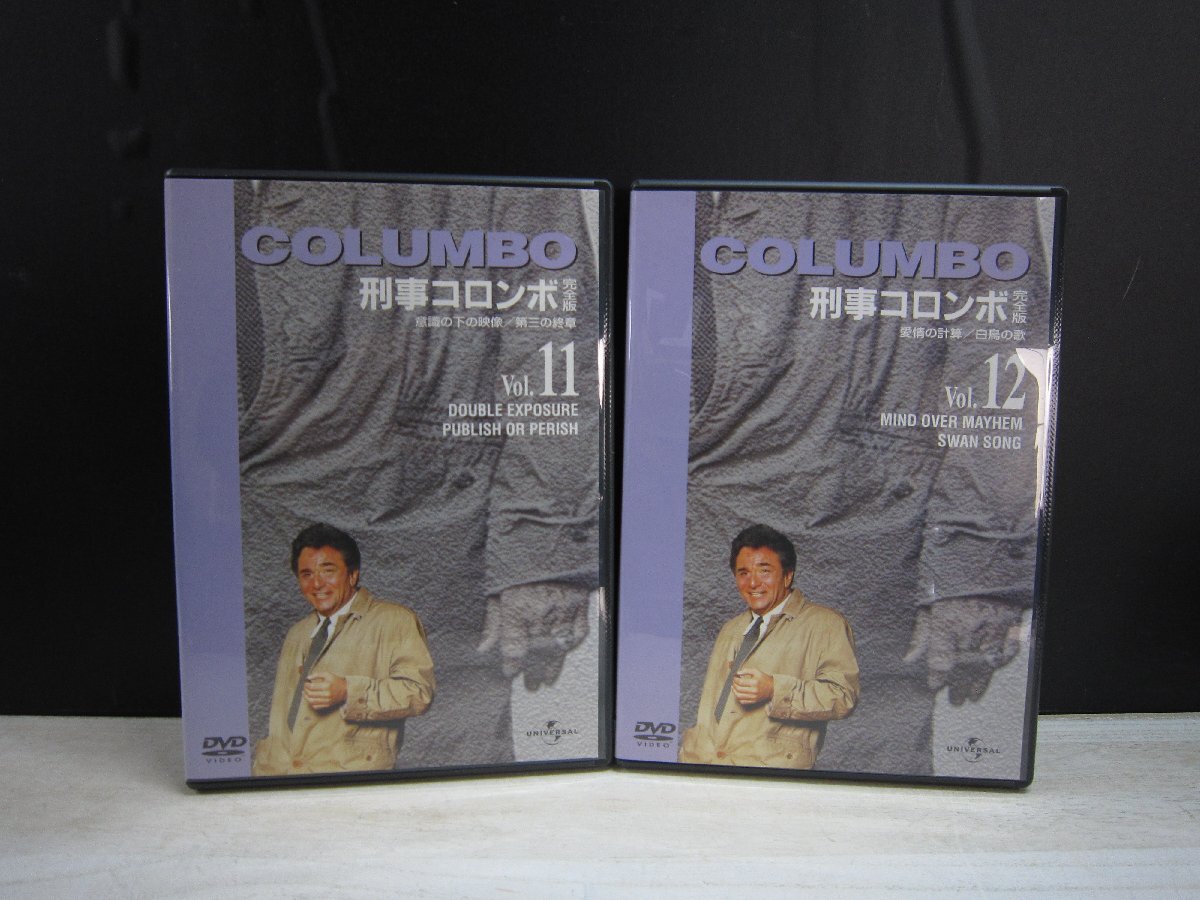 COLUMBO
刑事コロンボ 完全版
意識の下の映像／第三の終章
Vol. 11
DOUBLE EXPOSURE
PUBLISH OR PERISH
DVD
VIDEO
UNIVERSAL
COLUMBO
刑事コロンボ 完全版
愛情の計算／白鳥の歌
Vol. 12
MIND OVER MAYHEM
SWAN SONG
DVD
VIDEO
UNIVERSAL